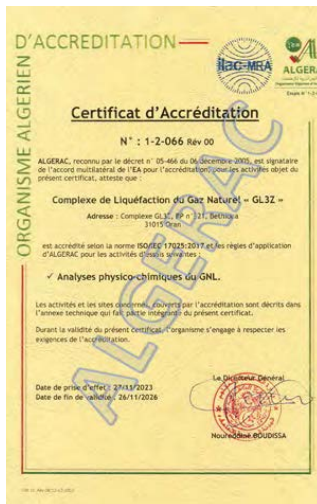 D'ACCREDITATION
ORGANISME ALGERIEN
ilac-MRA
ALGERAC
Certificat d'Accréditation
N° : 1-2-066 Rév 00
ALGERAC, reconnu par le décret n° 05-466 du 06 décembre 2005, est signataire
de l'accord multilatéral de l'EA pour l'accréditation, pour les activités objet du
présent certificat, atteste que :
Complexe de Liquéfaction du Gaz Naturel « GL3Z »
Adresse : Complexe GL3Z, BP n° 21, Bethioua
31015 Oran
est accrédité selon la norme ISO/IEC 17025:2017 et les règles d'application
d'ALGERAC pour les activités d'essais suivantes :
✓ Analyses physico-chimiques du GNL.
Les activités et les sites concernés, couverts par l'accréditation sont décrits dans
l'annexe technique qui fait partie intégrante du présent certificat.
Durant la validité du présent certificat, l'organisme s'engage à respecter les
exigences de l'accréditation.
Le Directeur Général
Date de prise d'effet : 27/11/2023
Date de fin de validité : 26/11/2026
Noureddine BOUDISSA
ALGERAC